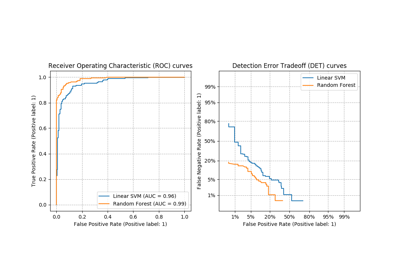 Receiver Operating Characteristic (ROC) curves
True Positive Rate (Positive label: 1)
1.0
0.8
0.6
0.4
0.2
0.0
Linear SVM (AUC = 0.96)
Random Forest (AUC = 0.99)
0.0 0.2 0.4 0.6 0.8 1.0
False Positive Rate (Positive label: 1)
Detection Error Tradeoff (DET) curves
False Negative Rate (Positive label: 1)
99%
95%
80%
50%
20%
5%
1%
Linear SVM
Random Forest
1% 5% 20% 50% 80% 95% 99%
False Positive Rate (Positive label: 1)